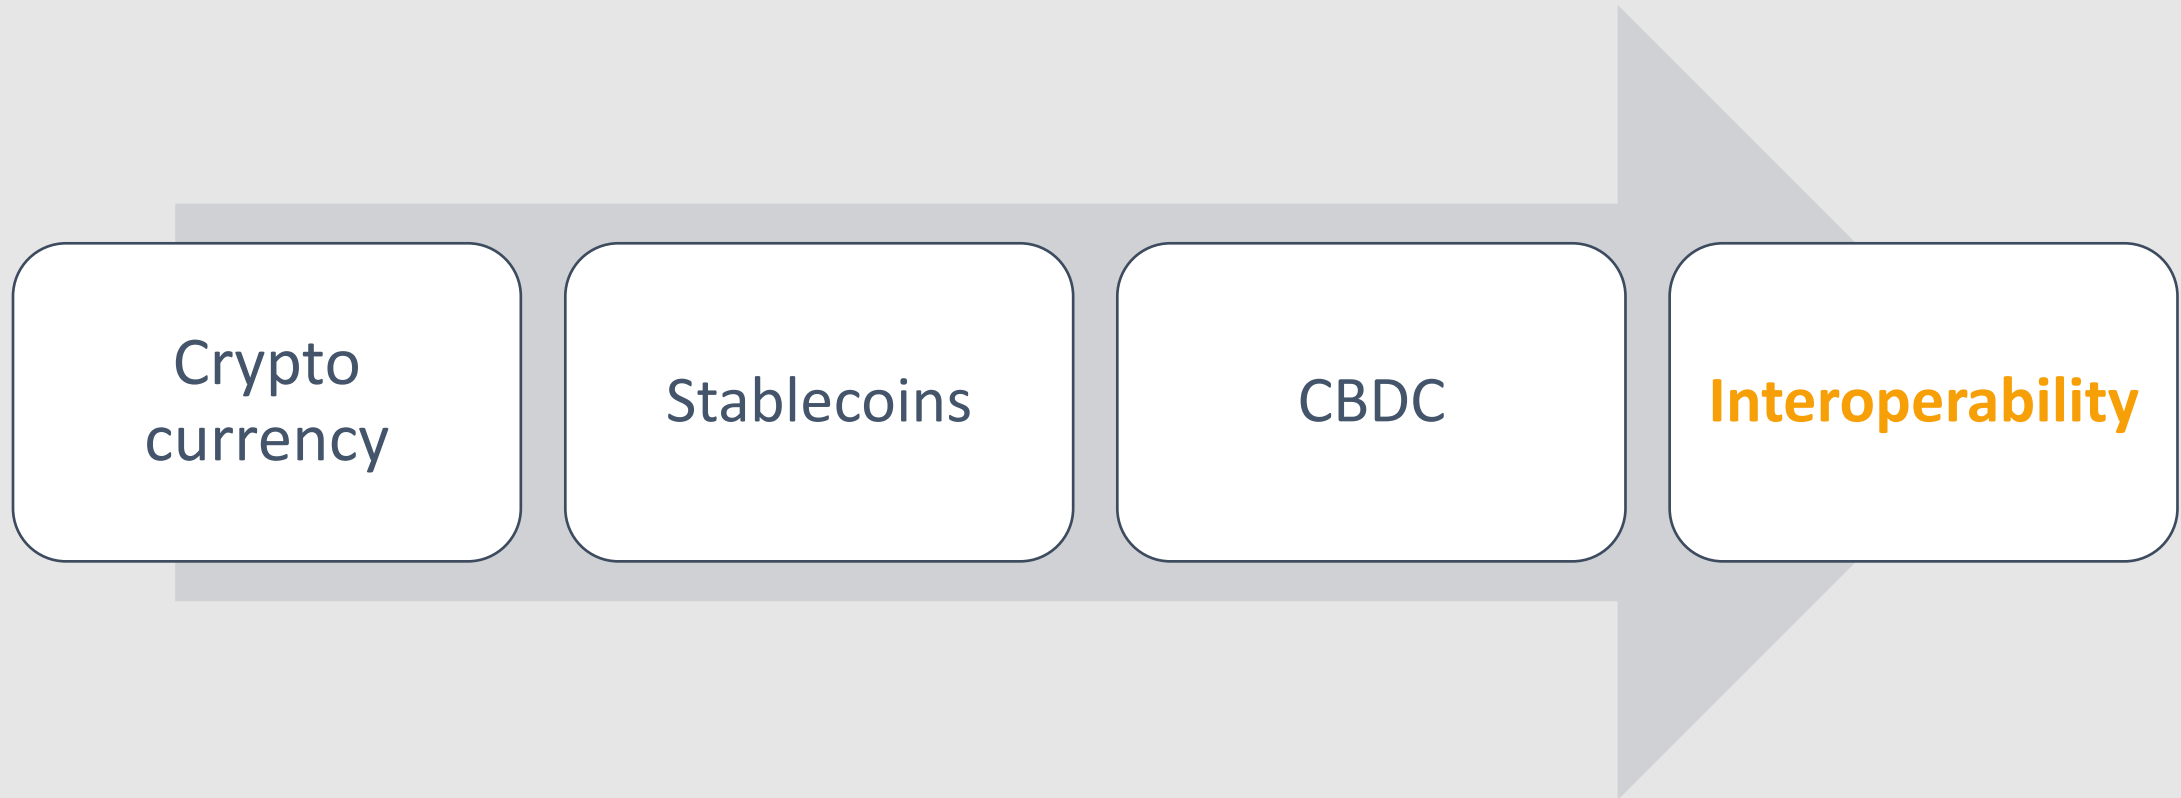 Crypto
currency
Stablecoins
CBDC
Interoperability